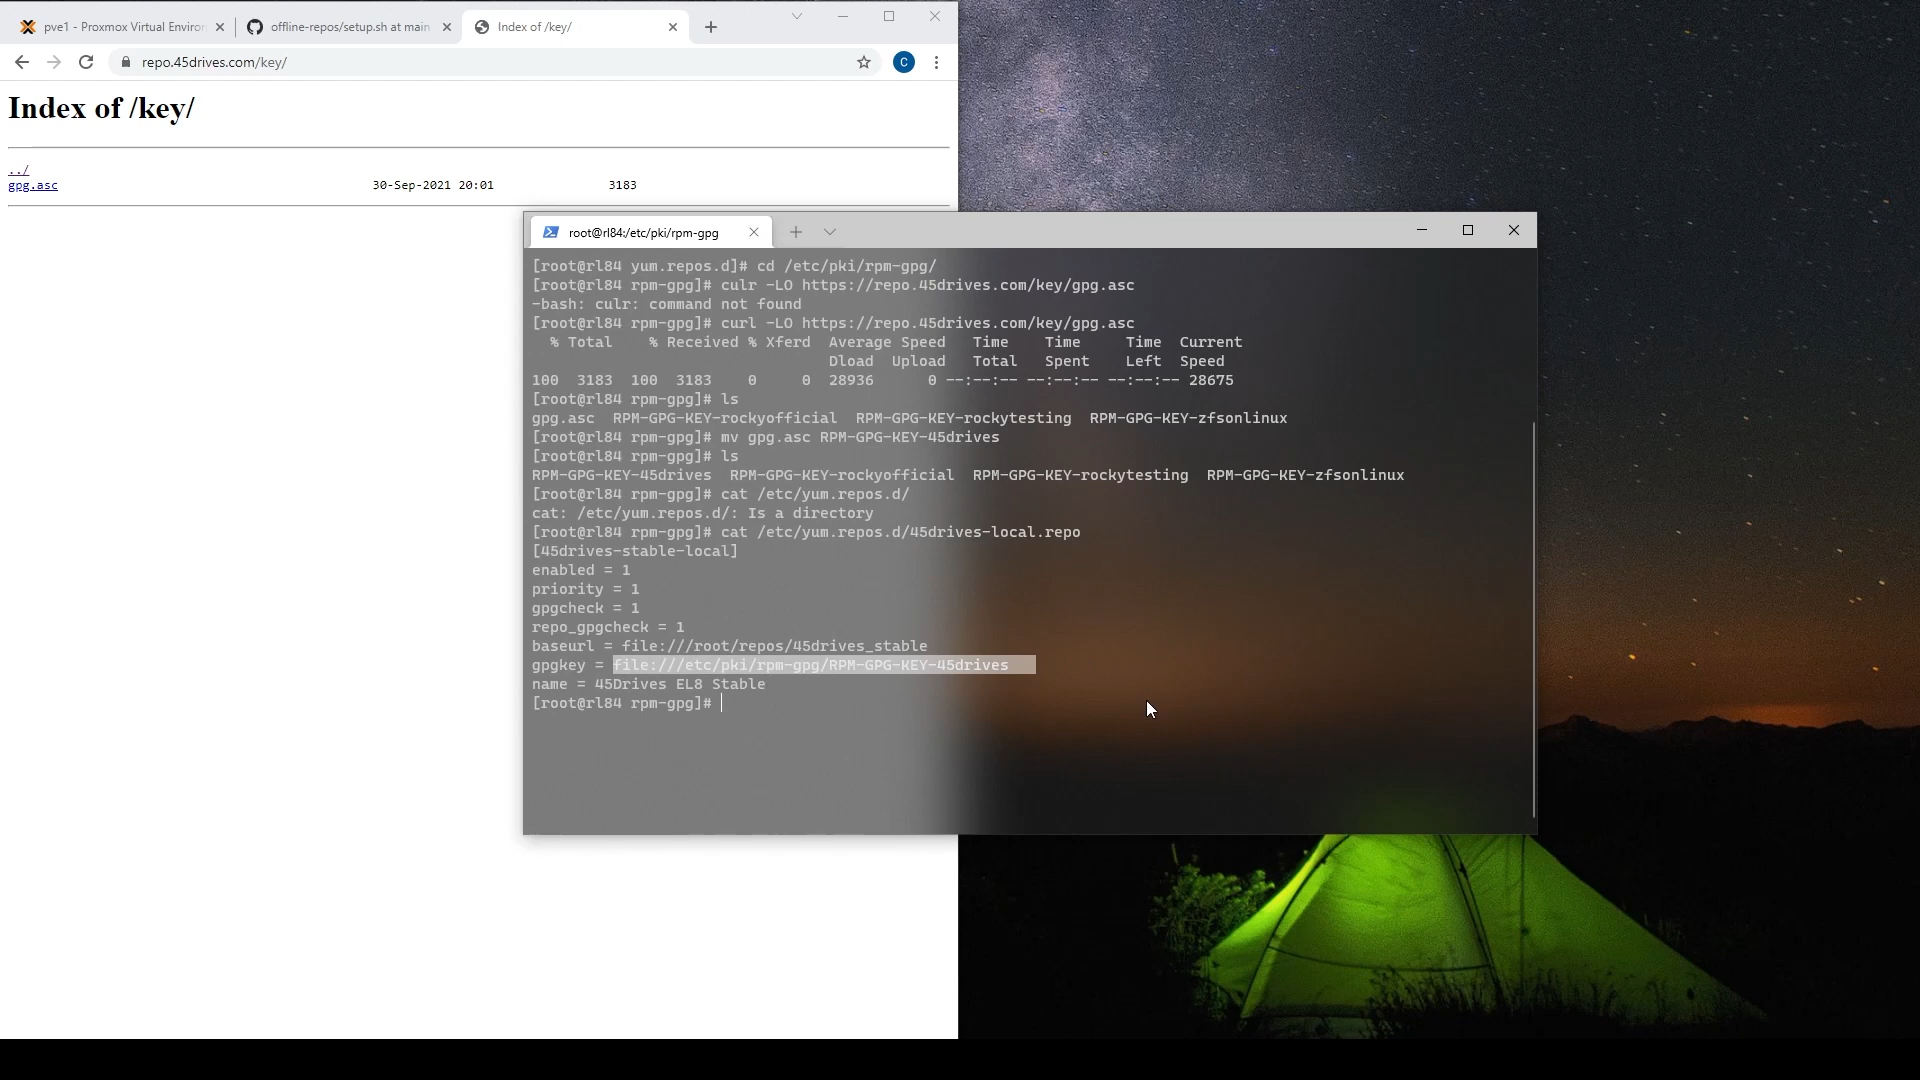 pve1 - Proxmox Virtual Environ
offline-repos/setup.sh at main
Index of /key/
repo.45drives.com/key/
C
Index of /key/
../
gpg.asc 30-Sep-2021 20:01 3183
root@rl84:/etc/pki/rpm-gpg
[root@rl84 yum.repos.d]# cd /etc/pki/rpm-gpg/
[root@rl84 rpm-gpg]# culr -LO https://repo.45drives.com/key/gpg.asc
-bash: culr: command not found
[root@rl84 rpm-gpg]# curl -LO https://repo.45drives.com/key/gpg.asc
% Total % Received % Xferd Average Speed Time Time Time Current
Dload Upload Total Spent Left Speed
100 3183 100 3183 0 0 28936 0 --:--:-- --:--:-- --:--:-- 28675
[root@rl84 rpm-gpg]# ls
gpg.asc RPM-GPG-KEY-rockyofficial RPM-GPG-KEY-rockytesting RPM-GPG-KEY-zfsonlinux
[root@rl84 rpm-gpg]# mv gpg.asc RPM-GPG-KEY-45drives
[root@rl84 rpm-gpg]# ls
RPM-GPG-KEY-45drives RPM-GPG-KEY-rockyofficial RPM-GPG-KEY-rockytesting RPM-GPG-KEY-zfsonlinux
[root@rl84 rpm-gpg]# cat /etc/yum.repos.d/
cat: /etc/yum.repos.d/: Is a directory
[root@rl84 rpm-gpg]# cat /etc/yum.repos.d/45drives-local.repo
[45drives-stable-local]
enabled = 1
priority = 1
gpgcheck = 1
repo_gpgcheck = 1
baseurl = file:///root/repos/45drives_stable
gpgkey = file:///etc/pki/rpm-gpg/RPM-GPG-KEY-45drives
name = 45Drives EL8 Stable
[root@rl84 rpm-gpg]#